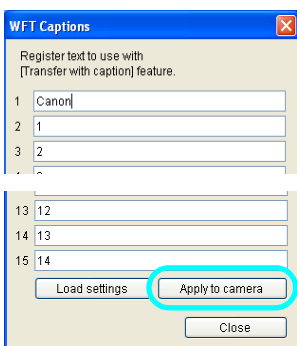 WFT Captions
Register text to use with
[Transfer with caption] feature.
1 Canon
2 1
3 2
13 12
14 13
15 14
Load settings Apply to camera
Close